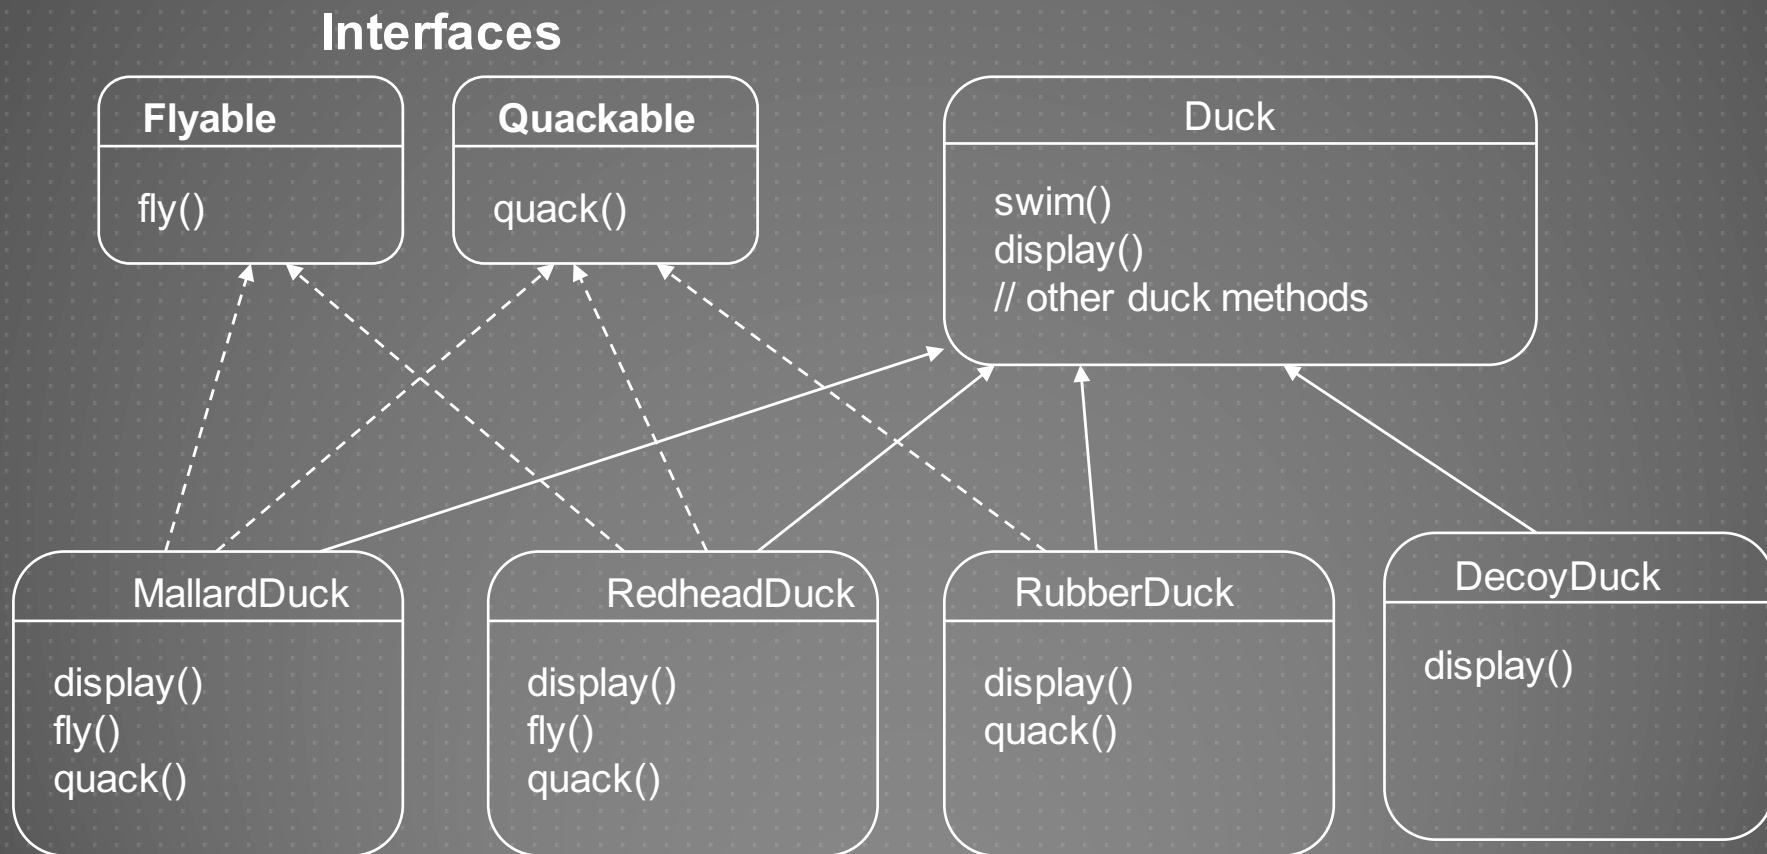 Interfaces
Flyable
fly()
Quackable
quack()
Duck
swim()
display()
// other duck methods
MallardDuck
display()
fly()
quack()
RedheadDuck
display()
fly()
quack()
RubberDuck
display()
quack()
DecoyDuck
display()